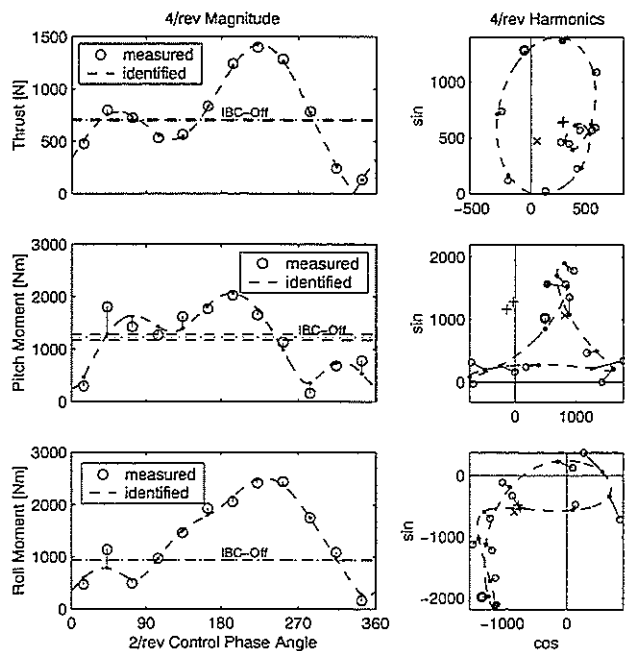 4/rev Magnitude
4/rev Harmonics
1500
1000
500
0
Thrust [N]
measured
identified
IBC–Off
sin
1000
500
0
−500
0
500
3000
2000
1000
0
Pitch Moment [Nm]
measured
identified
IBC–Off
sin
2000
1500
1000
500
0
0
1000
3000
2000
1000
0
Roll Moment [Nm]
measured
identified
IBC–Off
0
90
180
270
360
2/rev Control Phase Angle
sin
0
−1000
−2000
−1000
0
cos